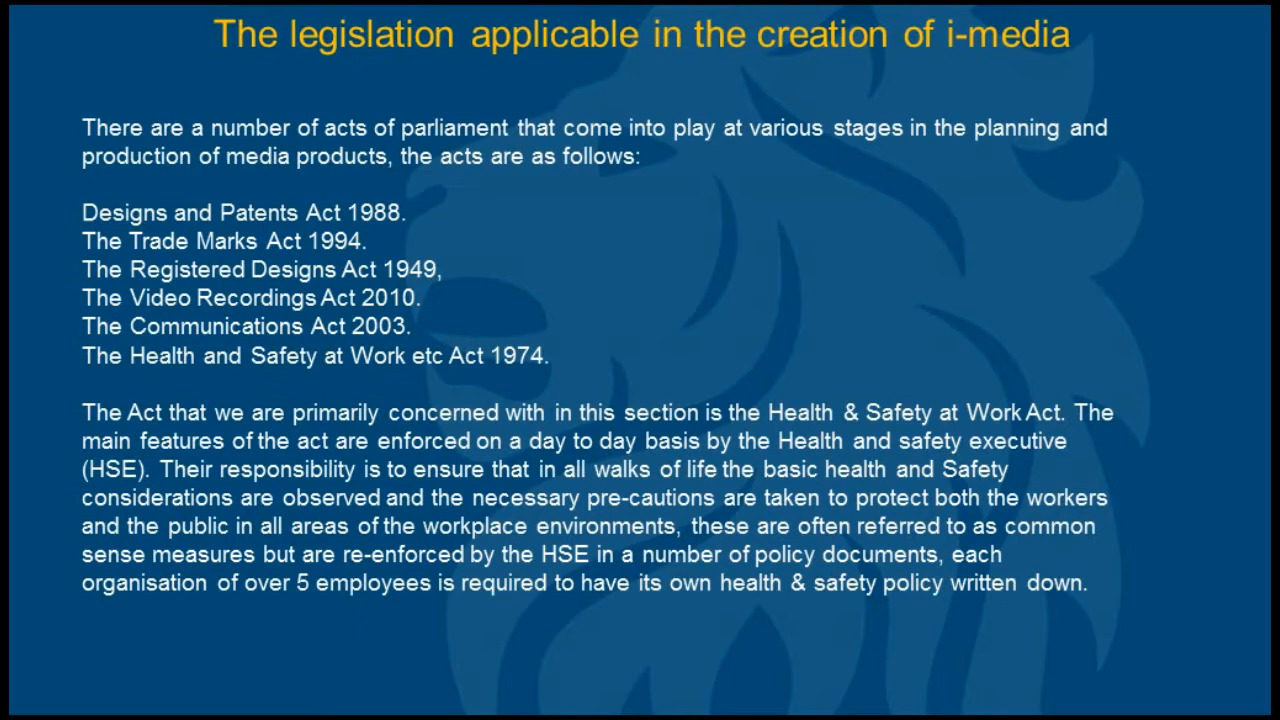 The legislation applicable in the creation of i-media
There are a number of acts of parliament that come into play at various stages in the planning and
production of media products, the acts are as follows:
Designs and Patents Act 1988.
The Trade Marks Act 1994.
The Registered Designs Act 1949,
The Video Recordings Act 2010.
The Communications Act 2003.
The Health and Safety at Work etc Act 1974.
The Act that we are primarily concerned with in this section is the Health & Safety at Work Act. The
main features of the act are enforced on a day to day basis by the Health and safety executive
(HSE). Their responsibility is to ensure that in all walks of life the basic health and Safety
considerations are observed and the necessary pre-cautions are taken to protect both the workers
and the public in all areas of the workplace environments, these are often referred to as common
sense measures but are re-enforced by the HSE in a number of policy documents, each
organisation of over 5 employees is required to have its own health & safety policy written down.